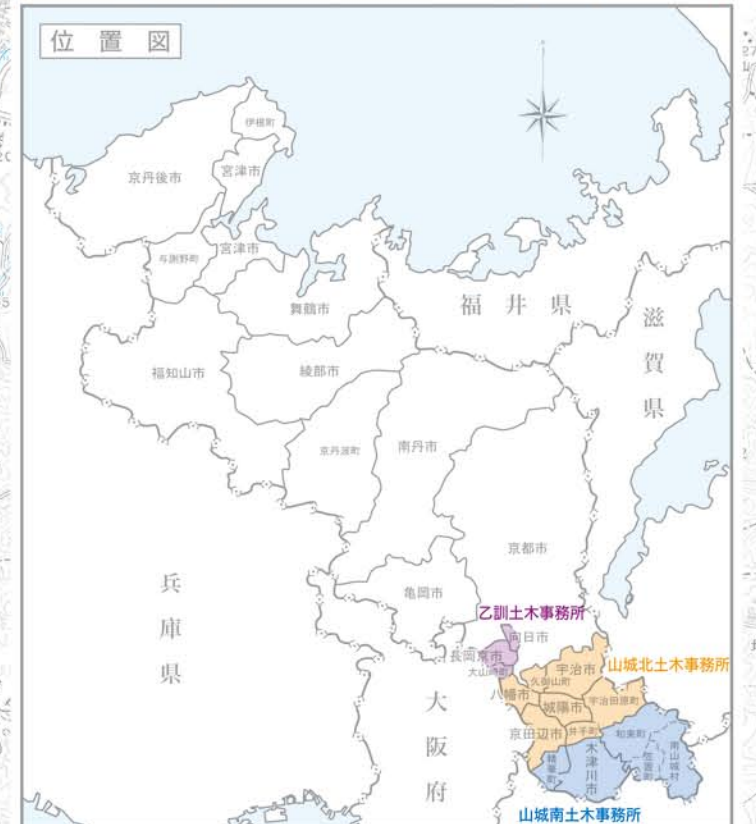 位置図
伊根町
京丹後市
宮津市
与謝野町
宮津市
舞鶴市
福井県
滋賀県
福知山市
綾部市
京丹波町
南丹市
京都市
兵庫県
亀岡市
乙訓土木事務所
向日市
長岡京市
大山崎町
山城北土木事務所
宇治市
久御山町
八幡市
城陽市
宇治田原町
大阪府
京田辺市
井手町
和束町
木津川市
精華町
笠置町
南山城村
山城南土木事務所